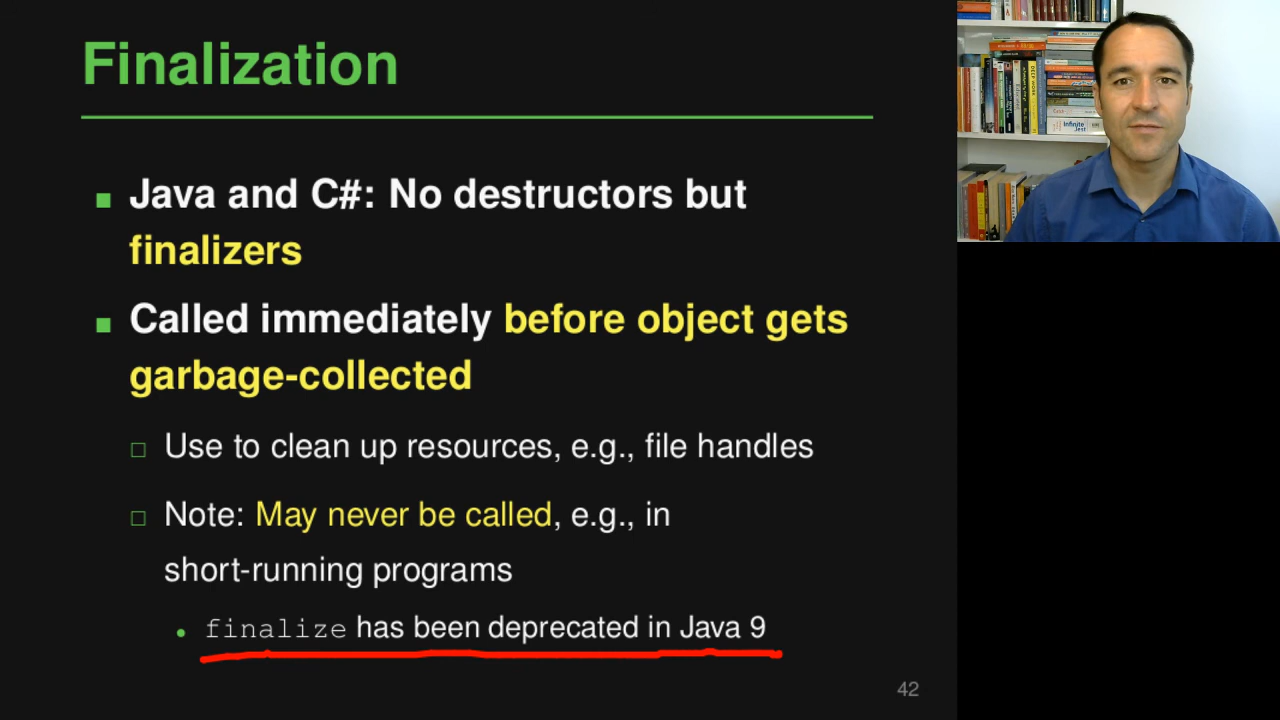 Finalization
Java and C#: No destructors but
finalizers
Called immediately before object gets
garbage-collected
Use to clean up resources, e.g., file handles
Note: May never be called, e.g., in
short-running programs
finalize has been deprecated in Java 9
42
Infinite
Jest